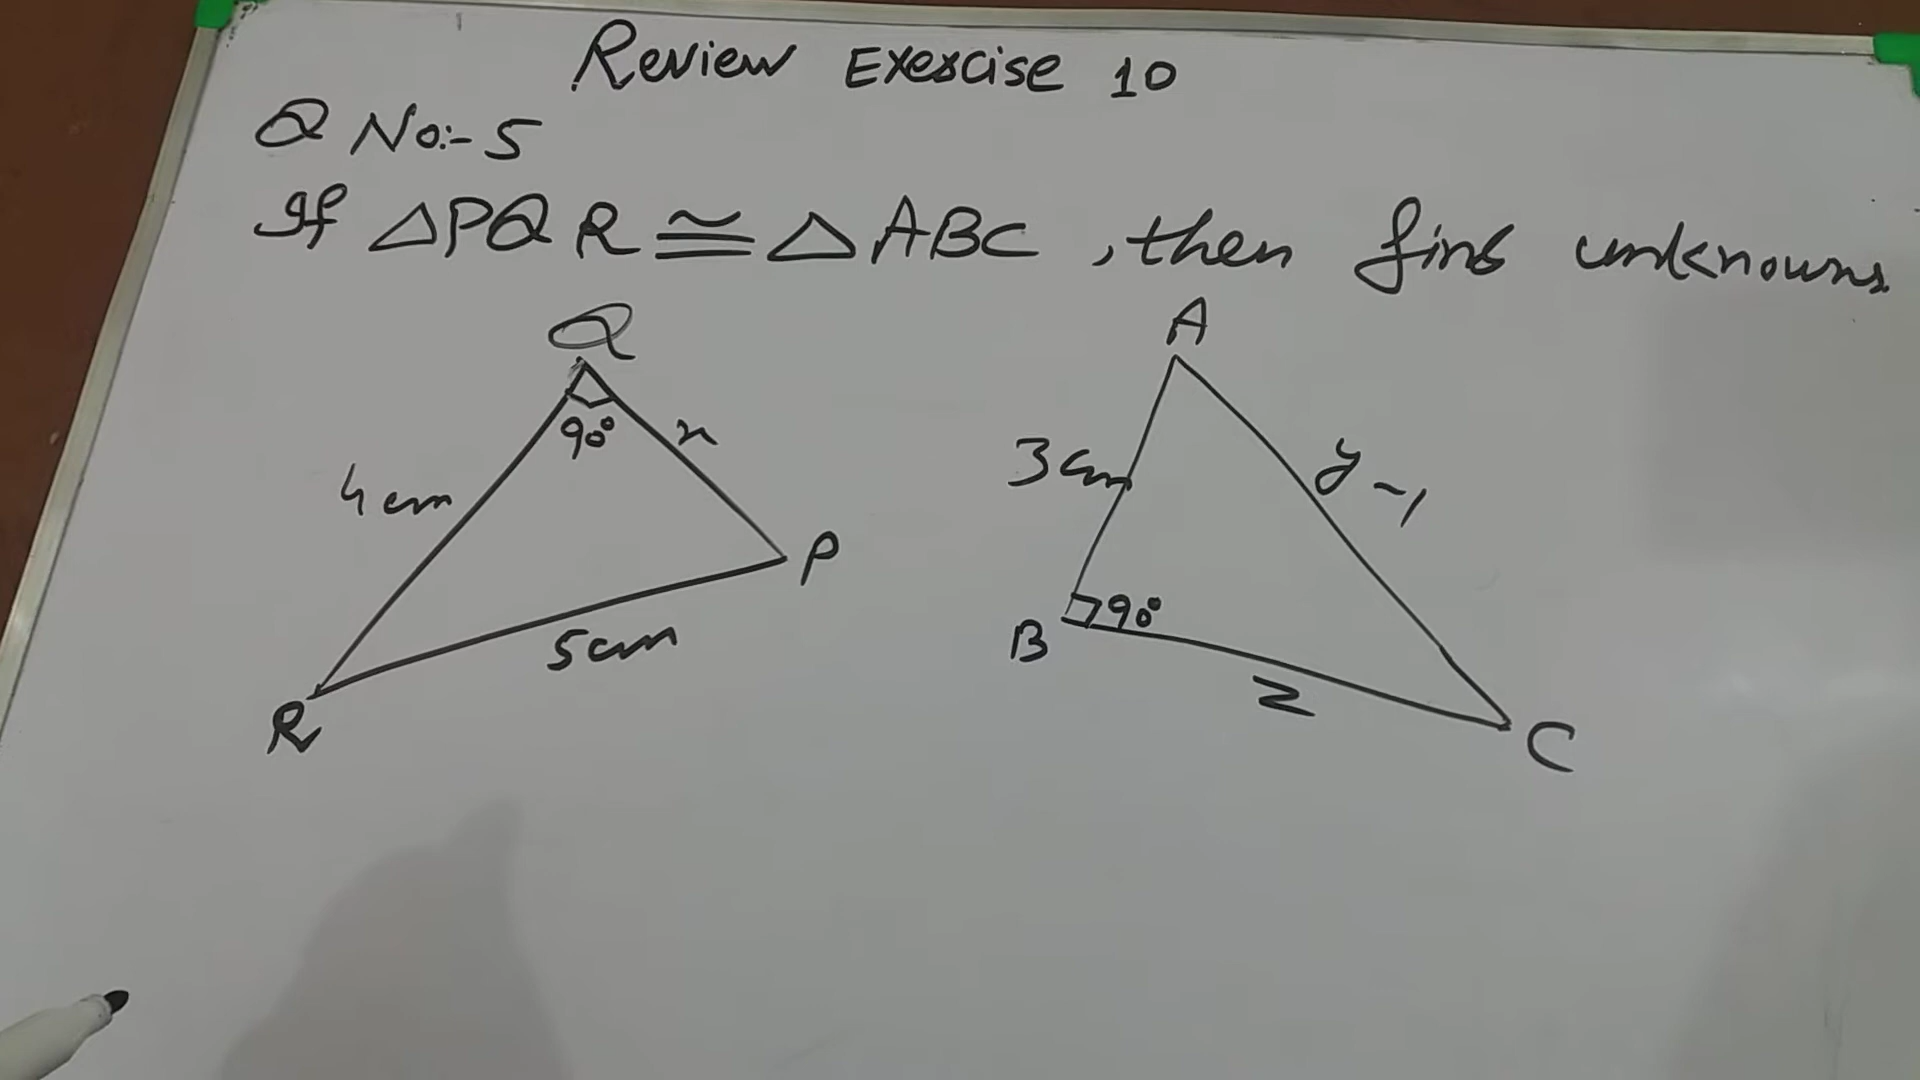 Review Exercise 10
Q No:- 5
If △PQR ≅ △ABC, then find unknowns.
Q
A
90°
x
3cm
y-1
4cm
P
90°
B
5cm
z
R
C